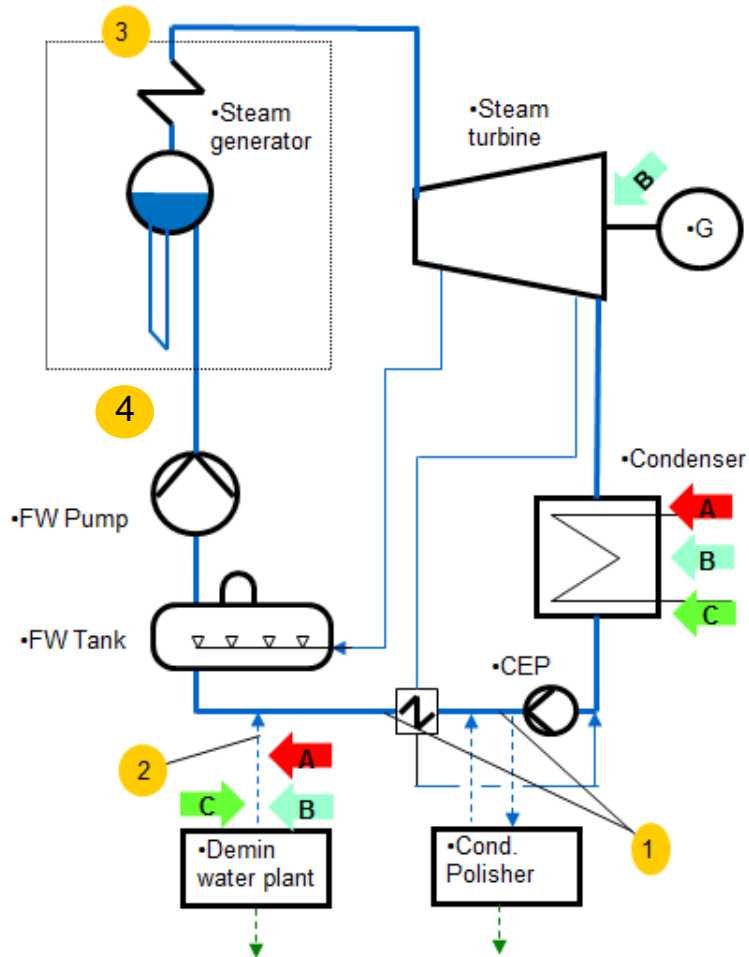 3
•Steam
generator
•Steam
turbine
B
•G
4
•Condenser
A
•FW Pump
B
C
•FW Tank
•CEP
2
A
C
B
1
•Demin
water plant
•Cond.
Polisher